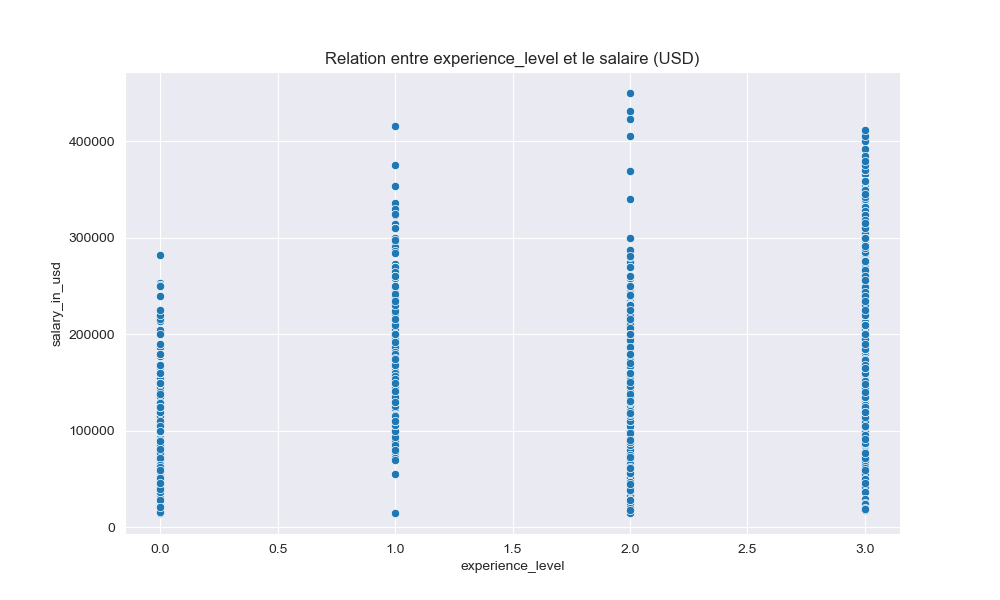 Relation entre experience_level et le salaire (USD)
400000
300000
200000
100000
0
salary_in_usd
0.0 0.5 1.0 1.5 2.0 2.5 3.0
experience_level